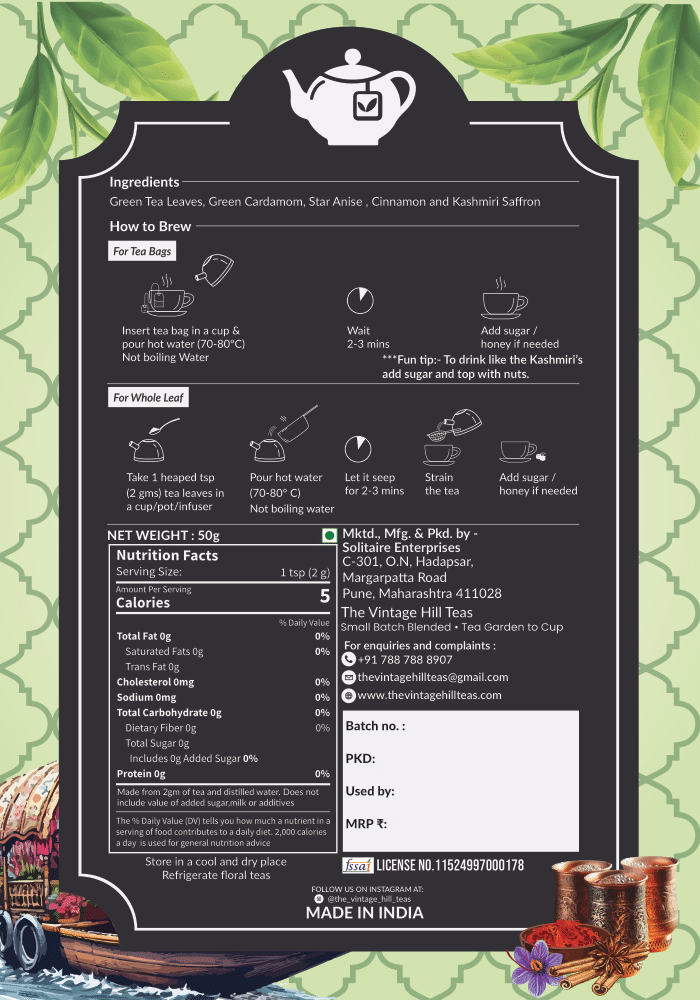 Ingredients
Green Tea Leaves, Green Cardamom, Star Anise , Cinnamon and Kashmiri Saffron
How to Brew
For Tea Bags
Insert tea bag in a cup &
pour hot water (70-80°C)
Not boiling Water
Wait
2-3 mins
Add sugar /
honey if needed
***Fun tip:- To drink like the Kashmiri's
add sugar and top with nuts.
For Whole Leaf
Take 1 heaped tsp
(2 gms) tea leaves in
a cup/pot/infuser
Pour hot water
(70-80° C)
Not boiling water
Let it seep
for 2-3 mins
Strain
the tea
Add sugar /
honey if needed
NET WEIGHT : 50g
Nutrition Facts
Serving Size: 1 tsp (2 g)
Amount Per Serving
Calories 5
% Daily Value
Total Fat 0g 0%
Saturated Fats 0g 0%
Trans Fat 0g
Cholesterol 0mg 0%
Sodium 0mg 0%
Total Carbohydrate 0g 0%
Dietary Fiber 0g 0%
Total Sugar 0g
Includes 0g Added Sugar 0%
Protein 0g 0%
Made from 2gm of tea and distilled water. Does not
include value of added sugar,milk or additives
The % Daily Value (DV) tells you how much a nutrient in a
serving of food contributes to a daily diet. 2,000 calories
a day is used for general nutrition advice
Store in a cool and dry place
Refrigerate floral teas
Mktd., Mfg. & Pkd. by -
Solitaire Enterprises
C-301, O.N, Hadapsar,
Margarpatta Road
Pune, Maharashtra 411028
The Vintage Hill Teas
Small Batch Blended • Tea Garden to Cup
For enquiries and complaints :
+91 788 788 8907
thevintagehillteas@gmail.com
www.thevintagehillteas.com
Batch no. :
PKD:
Used by:
MRP ₹:
fssai LICENSE NO.11524997000178
FOLLOW US ON INSTAGRAM AT:
@the_vintage_hill_teas
MADE IN INDIA